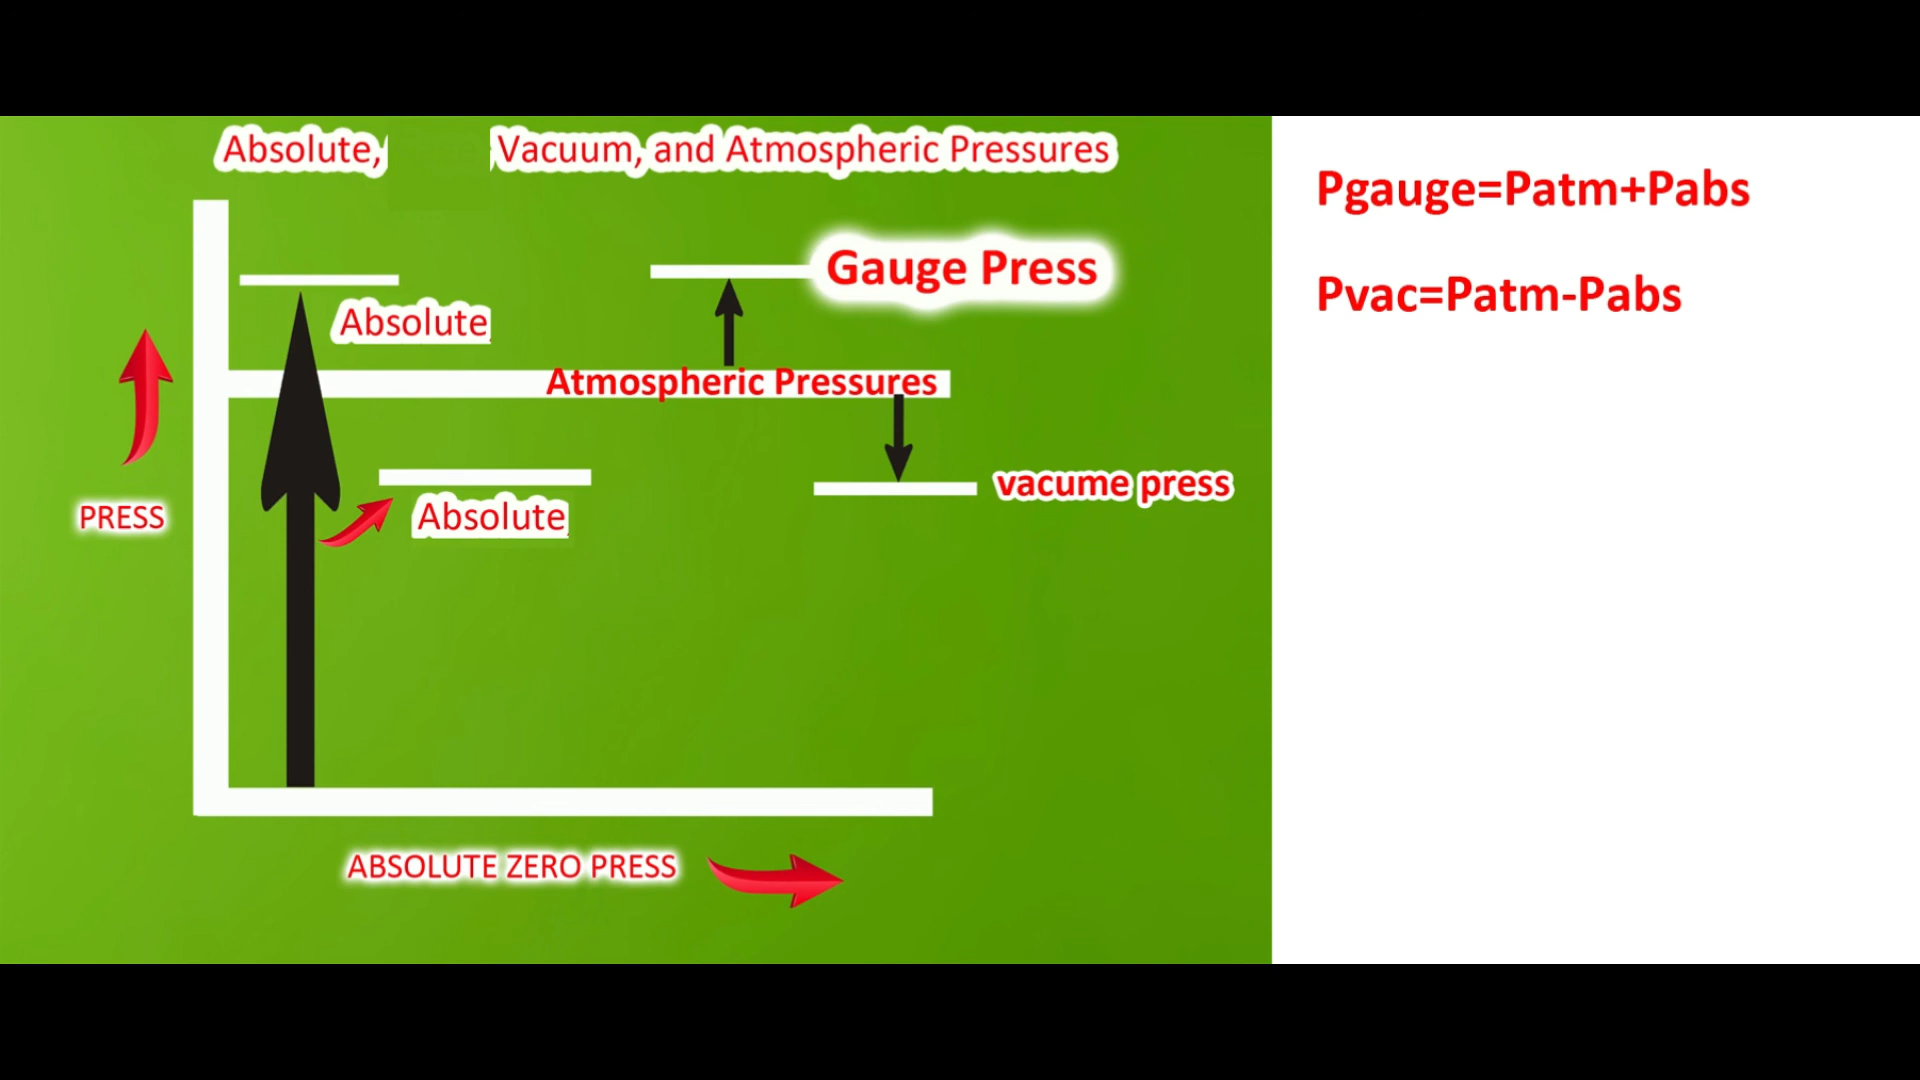 Absolute, Vacuum, and Atmospheric Pressures
Pgauge=Patm+Pabs
Gauge Press
Pvac=Patm-Pabs
Absolute
Atmospheric Pressures
vacume press
PRESS
Absolute
ABSOLUTE ZERO PRESS